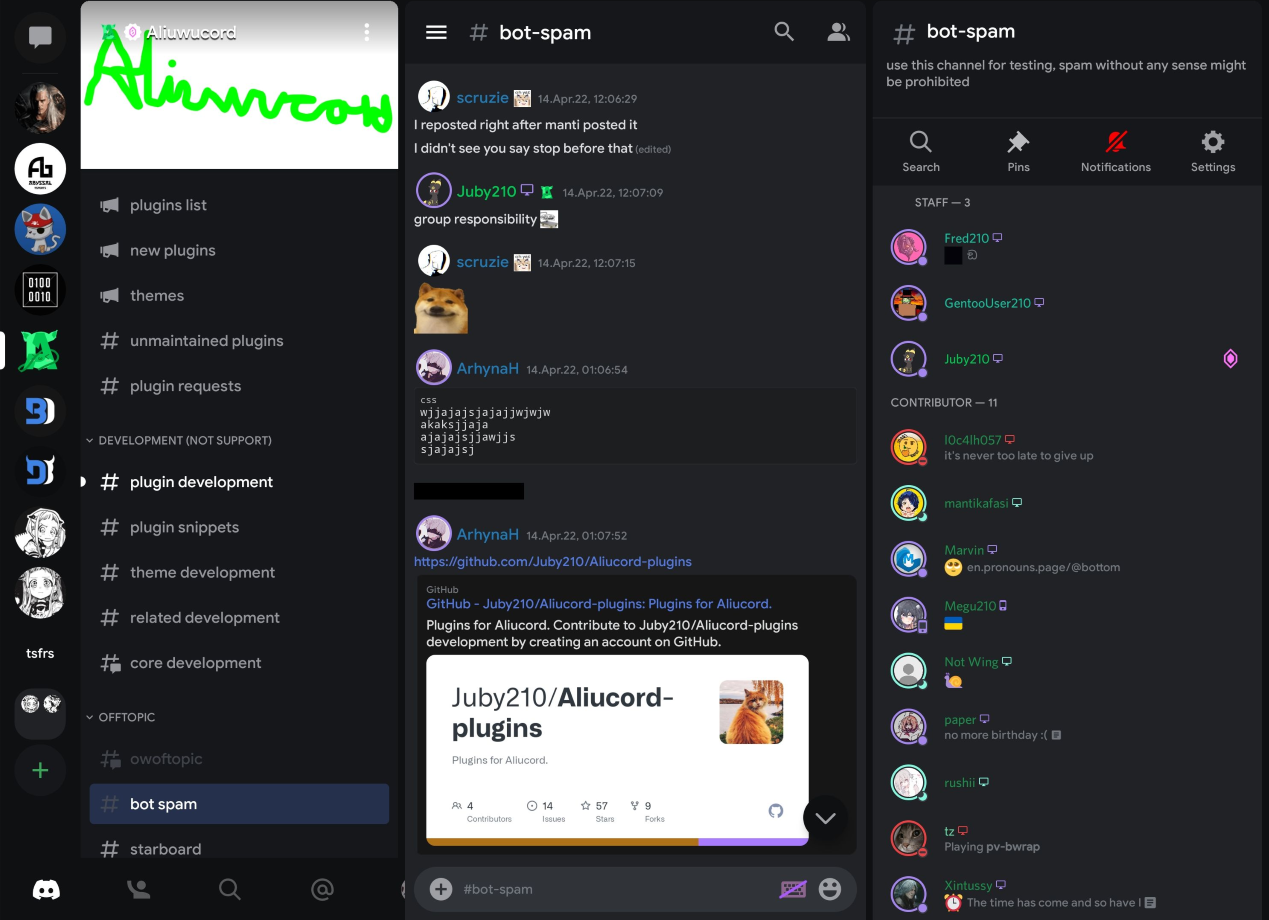 Aliuwucord
Aliuwucord
ABYSSAL
0100
0010
tsfrs
plugins list
new plugins
themes
unmaintained plugins
plugin requests
DEVELOPMENT (NOT SUPPORT)
plugin development
plugin snippets
theme development
related development
core development
OFFTOPIC
owoftopic
bot spam
starboard
bot-spam
scruzie 14.Apr.22, 12:06:29
I reposted right after manti posted it
I didn't see you say stop before that (edited)
Juby210 14.Apr.22, 12:07:09
group responsibility
scruzie 14.Apr.22, 12:07:15
ArhynaH 14.Apr.22, 01:06:54
css
wjjajajsjajajjwjwjw
akaksjjaja
ajajajsjjawjjs
sjajajsj
ArhynaH 14.Apr.22, 01:07:52
https://github.com/Juby210/Aliucord-plugins
GitHub
GitHub - Juby210/Aliucord-plugins: Plugins for Aliucord.
Plugins for Aliucord. Contribute to Juby210/Aliucord-plugins
development by creating an account on GitHub.
Juby210/Aliucord-
plugins
Plugins for Aliucord.
4 14 57 9
Contributors Issues Stars Forks
#bot-spam
bot-spam
use this channel for testing, spam without any sense might
be prohibited
Search Pins Notifications Settings
STAFF — 3
Fred210
GentooUser210
Juby210
CONTRIBUTOR — 11
l0c4lh057
it's never too late to give up
mantikafasi
Marvin
en.pronouns.page/@bottom
Megu210
Not Wing
paper
no more birthday :(
rushii
tz
Playing pv-bwrap
Xintussy
The time has come and so have I